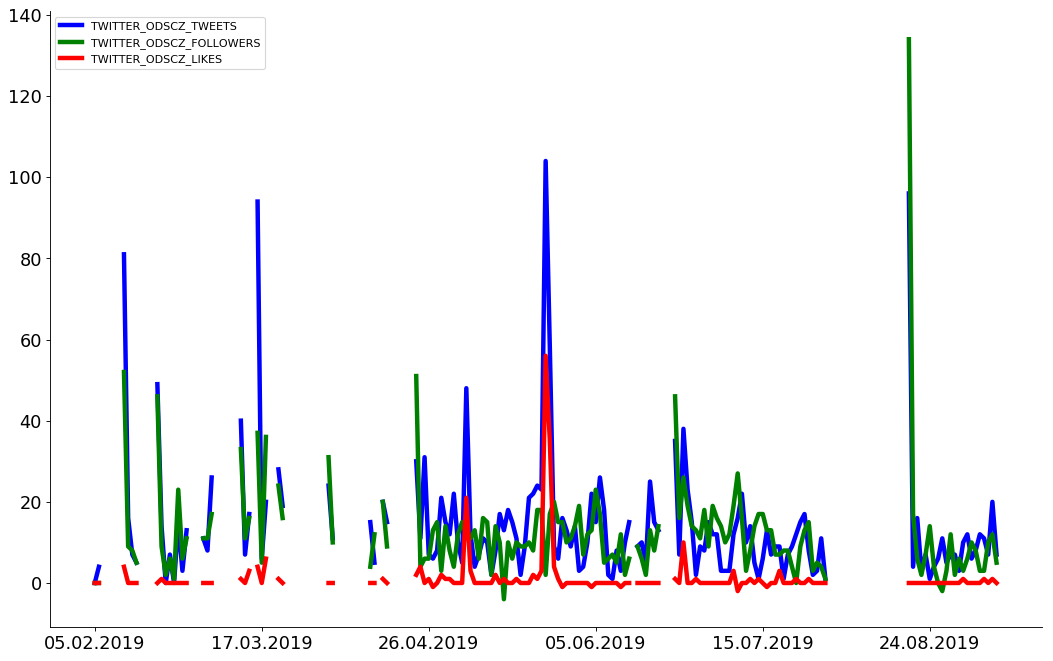 140
120
100
80
60
40
20
0
TWITTER_ODSCZ_TWEETS
TWITTER_ODSCZ_FOLLOWERS
TWITTER_ODSCZ_LIKES
05.02.2019 17.03.2019 26.04.2019 05.06.2019 15.07.2019 24.08.2019